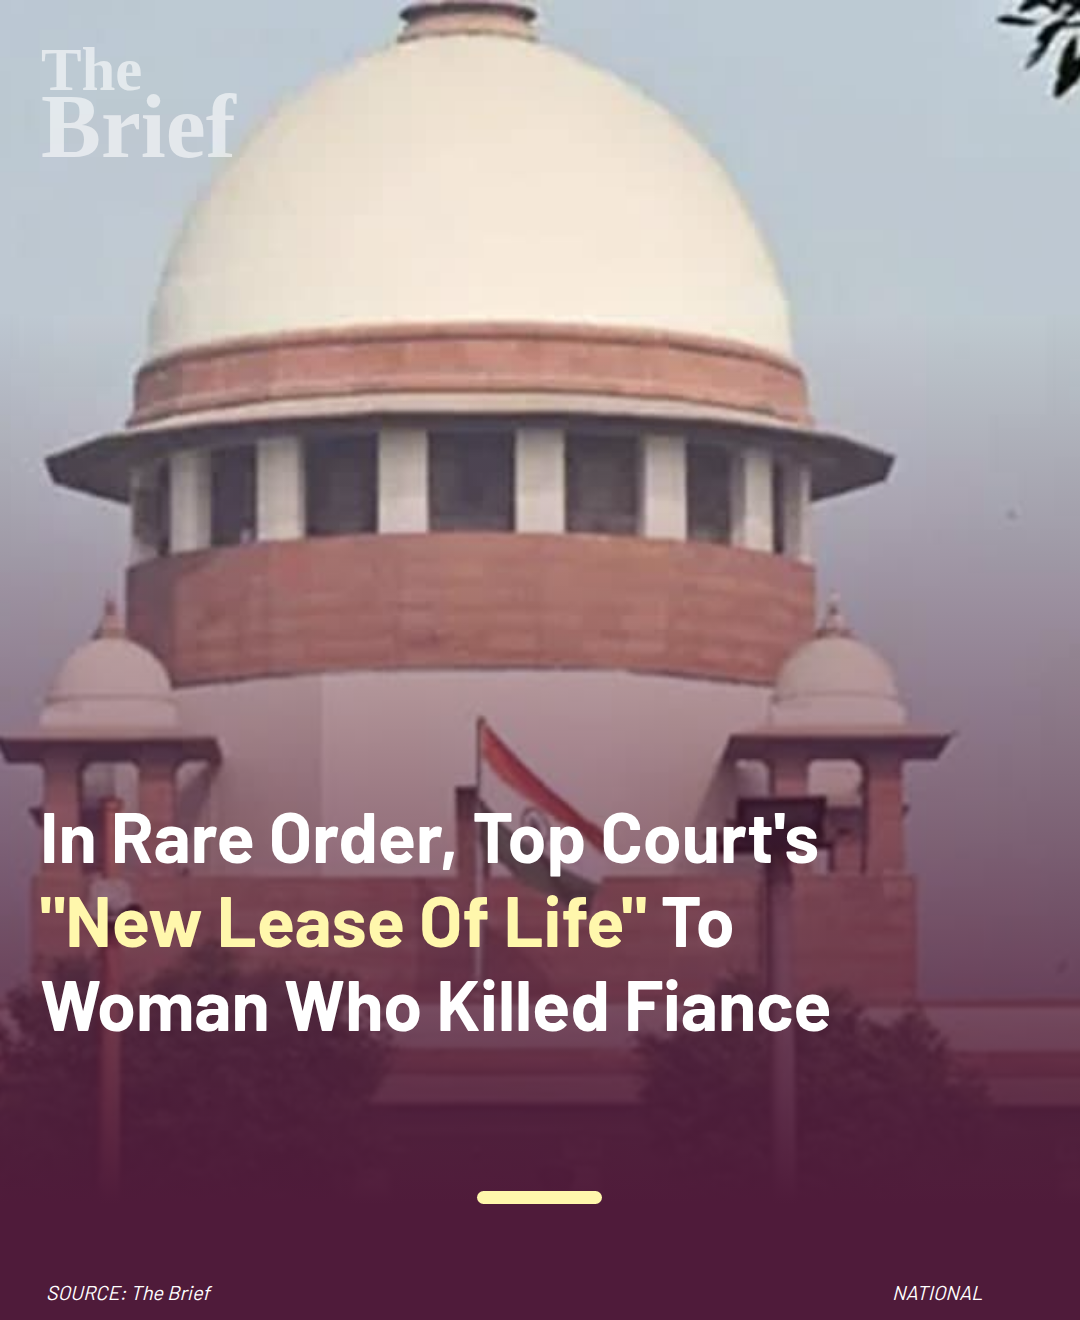 The
Brief
In Rare Order, Top Court's
"New Lease Of Life" To
Woman Who Killed Fiance
SOURCE: The Brief
NATIONAL